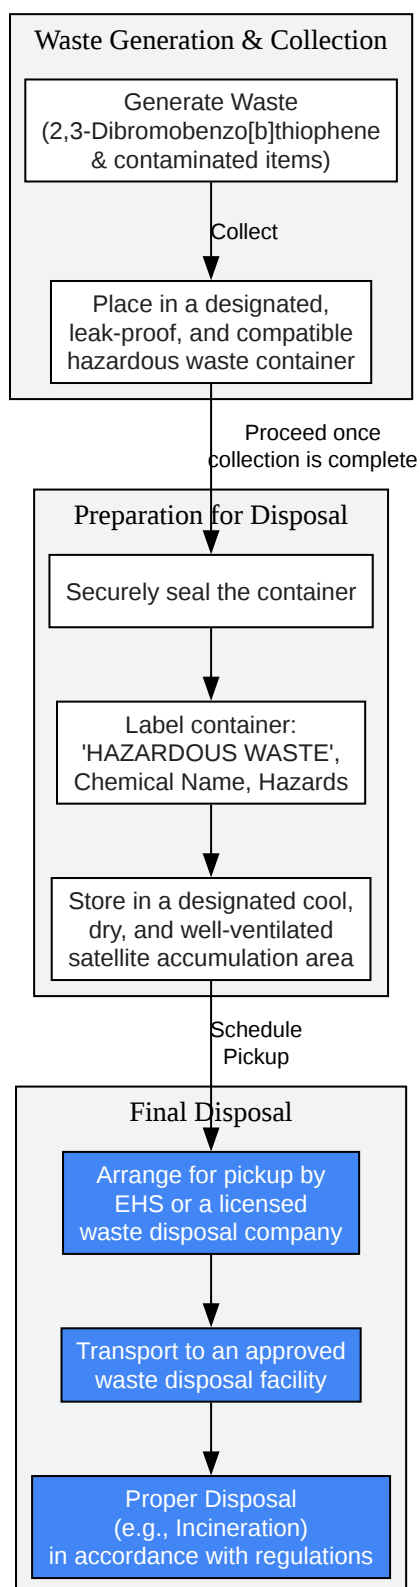 Waste Generation & Collection
Generate Waste
(2,3-Dibromobenzo[b]thiophene
& contaminated items)
Collect
Place in a designated,
leak-proof, and compatible
hazardous waste container
Proceed once
collection is complete
Preparation for Disposal
Securely seal the container
Label container:
'HAZARDOUS WASTE',
Chemical Name, Hazards
Store in a designated cool,
dry, and well-ventilated
satellite accumulation area
Schedule
Pickup
Final Disposal
Arrange for pickup by
EHS or a licensed
waste disposal company
Transport to an approved
waste disposal facility
Proper Disposal
(e.g., Incineration)
in accordance with regulations